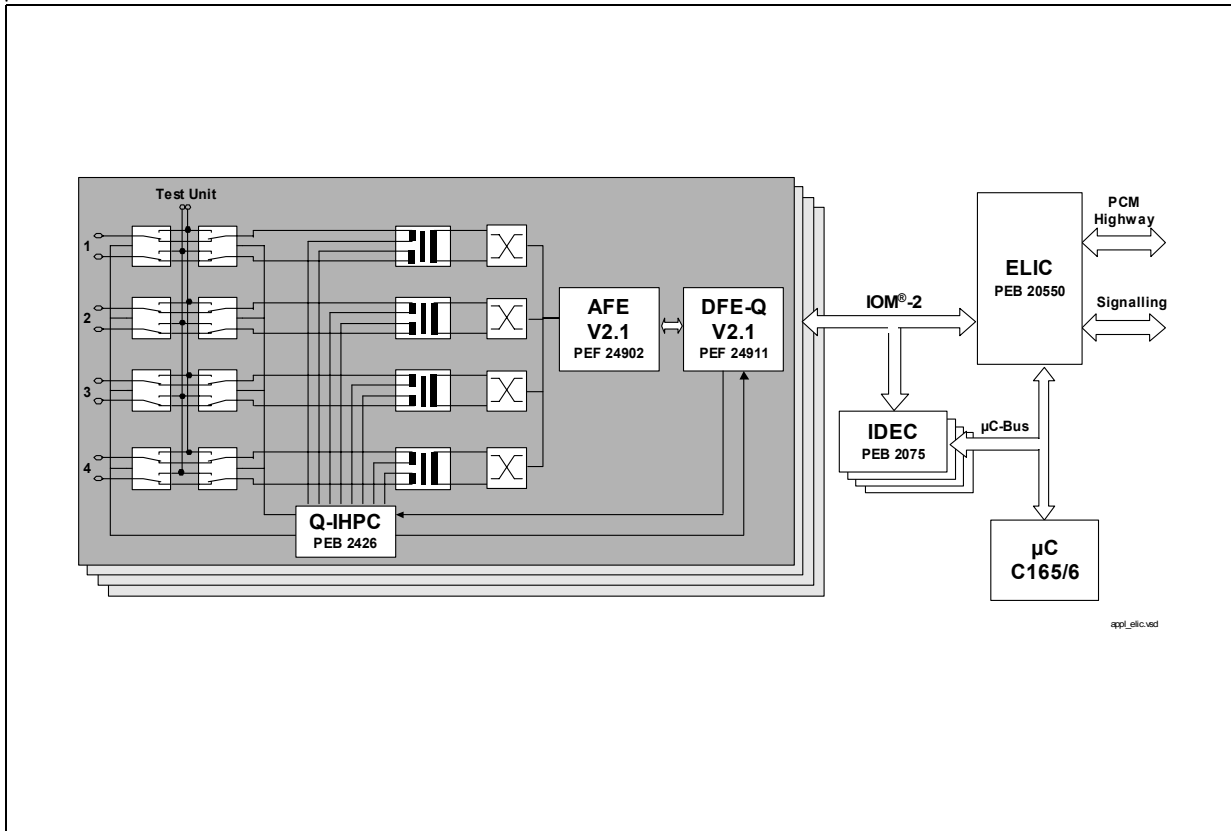 Test Unit
1
2
3
4
AFE
V2.1
PEF 24902
DFE-Q
V2.1
PEF 24911
Q-IHPC
PEB 2426
IOM®-2
ELIC
PEB 20550
PCM
Highway
Signalling
IDEC
PEB 2075
µC-Bus
µC
C165/6
appl_elic.vsd